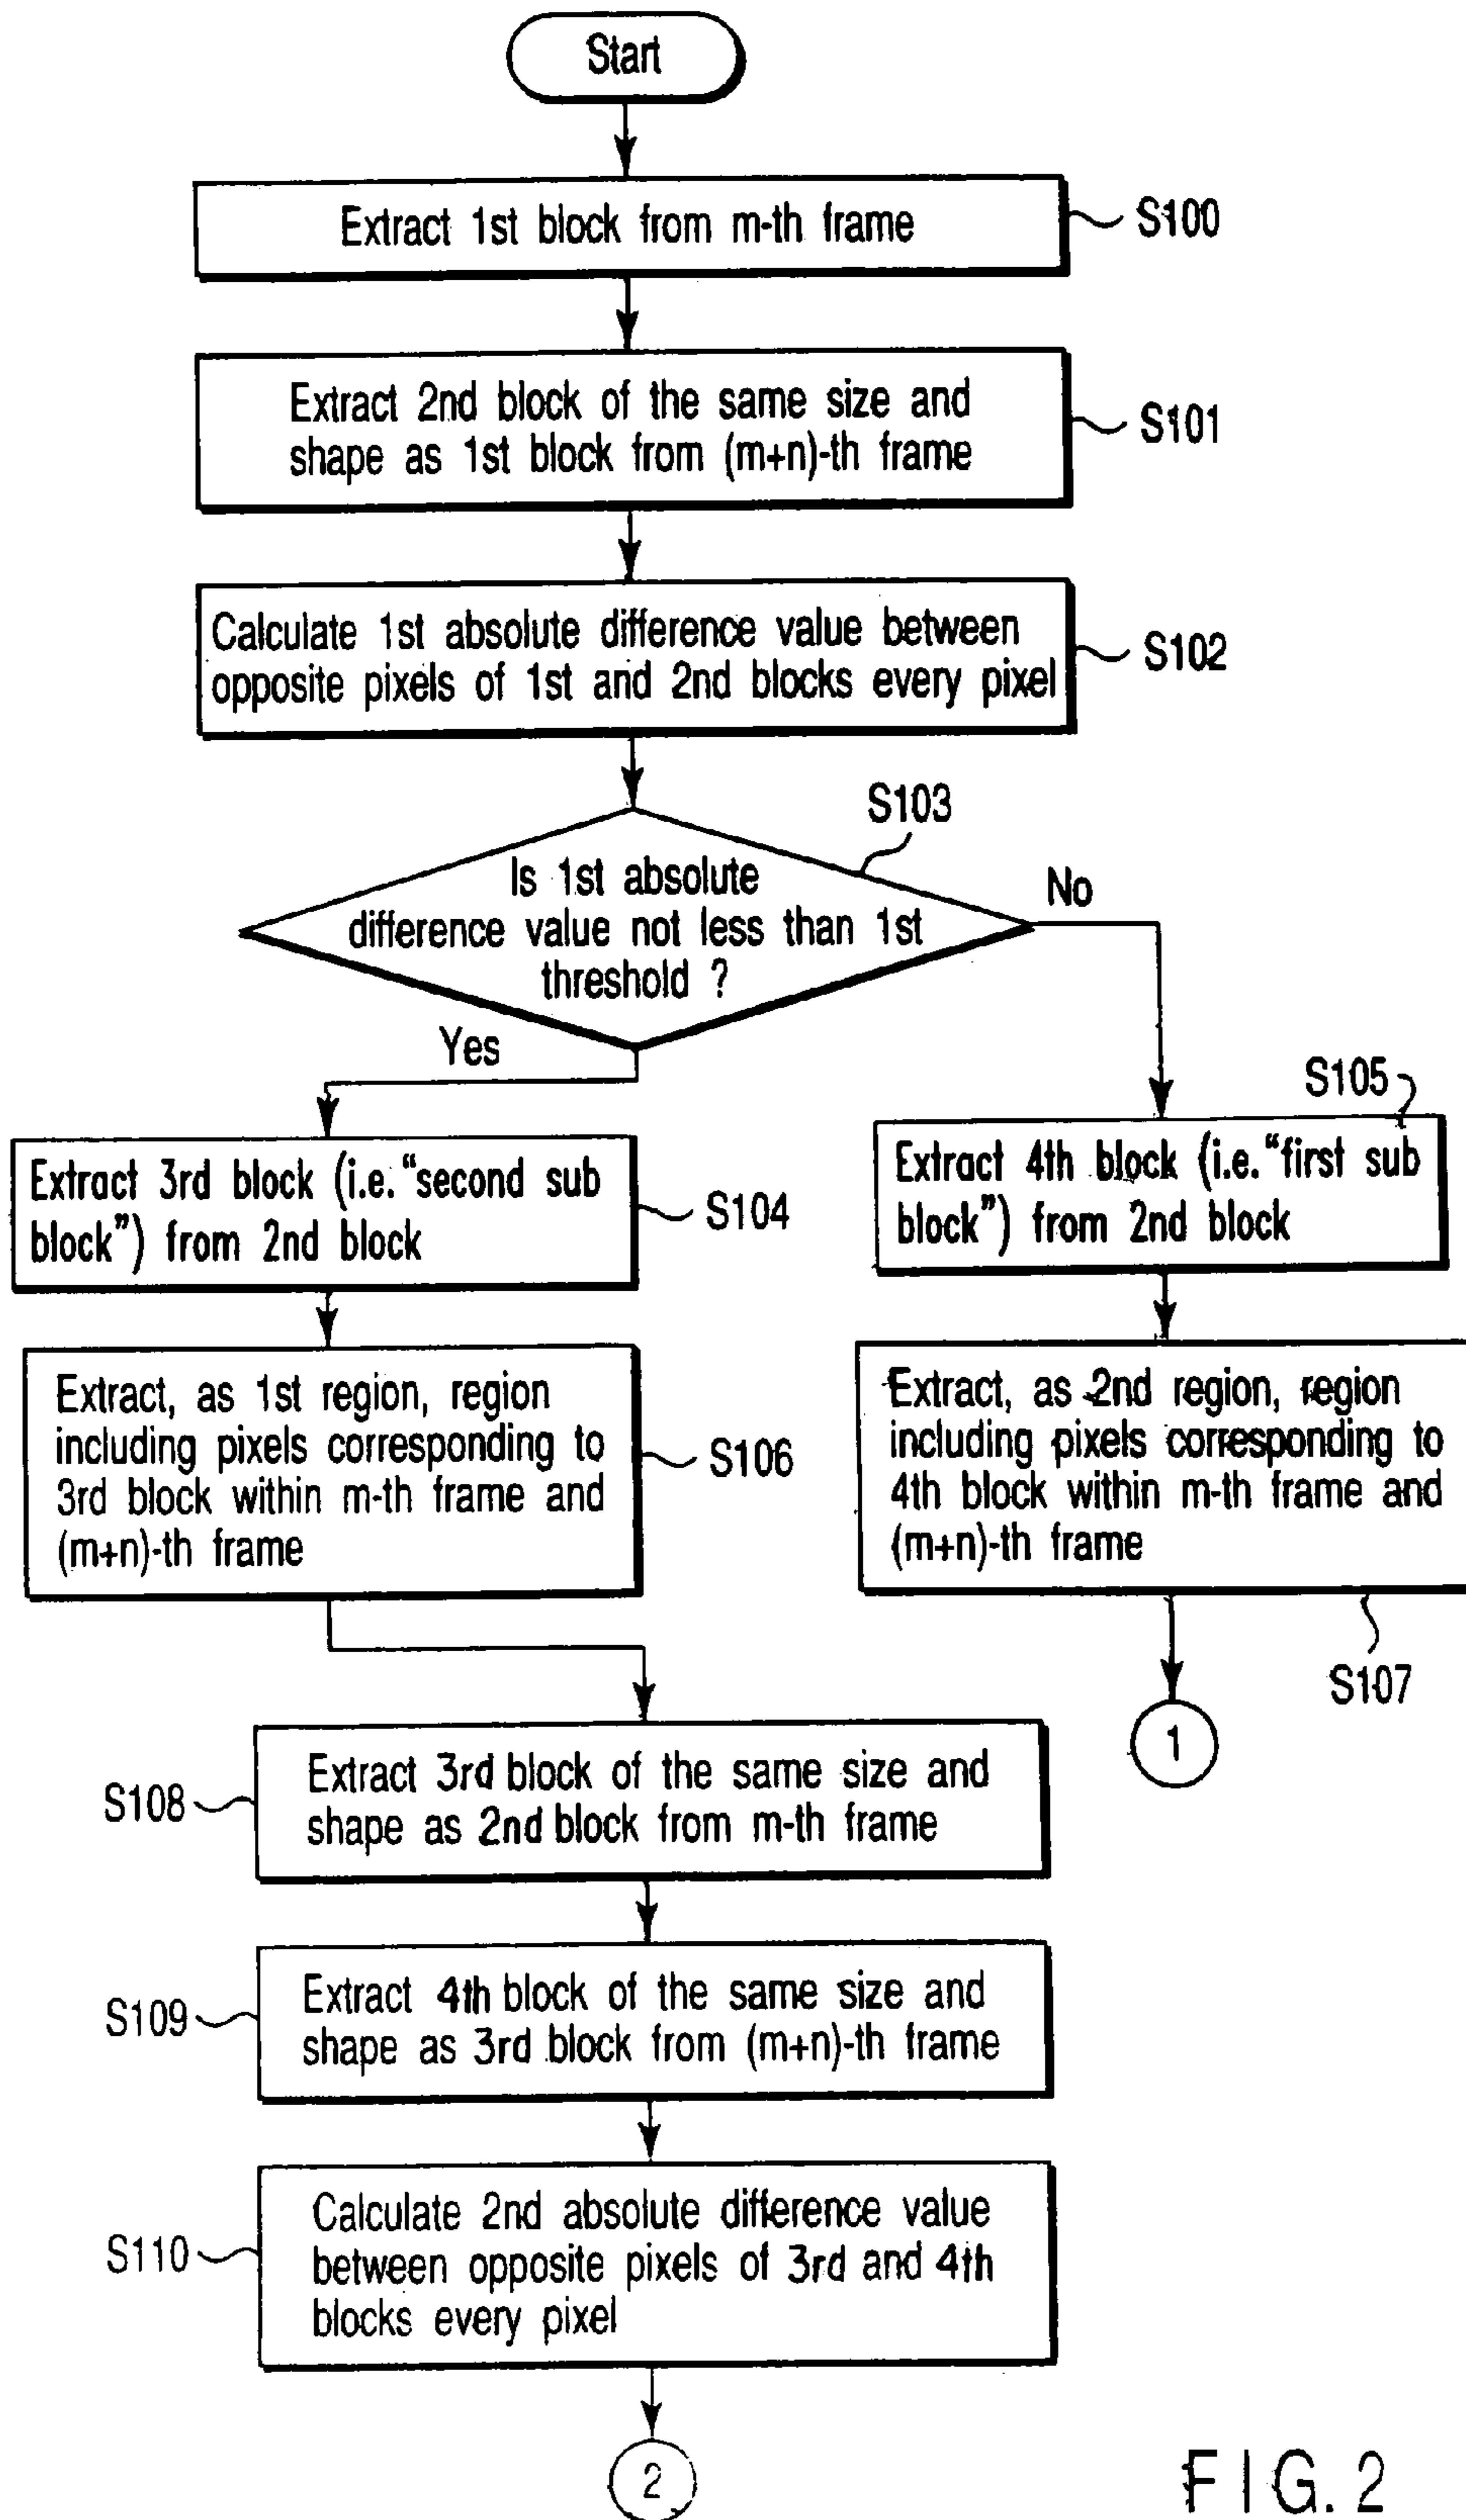 Start
Extract 1st block from m-th frame
S100
Extract 2nd block of the same size and
shape as 1st block from (m+n)-th frame
S101
Calculate 1st absolute difference value between
opposite pixels of 1st and 2nd blocks every pixel
S102
S103
Is 1st absolute
difference value not less than 1st
threshold ?
No
Yes
S105
Extract 3rd block (i.e. “second sub
block”) from 2nd block
S104
Extract 4th block (i.e. “first sub
block”) from 2nd block
Extract, as 1st region, region
including pixels corresponding to
3rd block within m-th frame and
(m+n)-th frame
S106
Extract, as 2nd region, region
including pixels corresponding to
4th block within m-th frame and
(m+n)-th frame
S107
1
S108
Extract 3rd block of the same size and
shape as 2nd block from m-th frame
S109
Extract 4th block of the same size and
shape as 3rd block from (m+n)-th frame
S110
Calculate 2nd absolute difference value
between opposite pixels of 3rd and 4th
blocks every pixel
2
FIG. 2